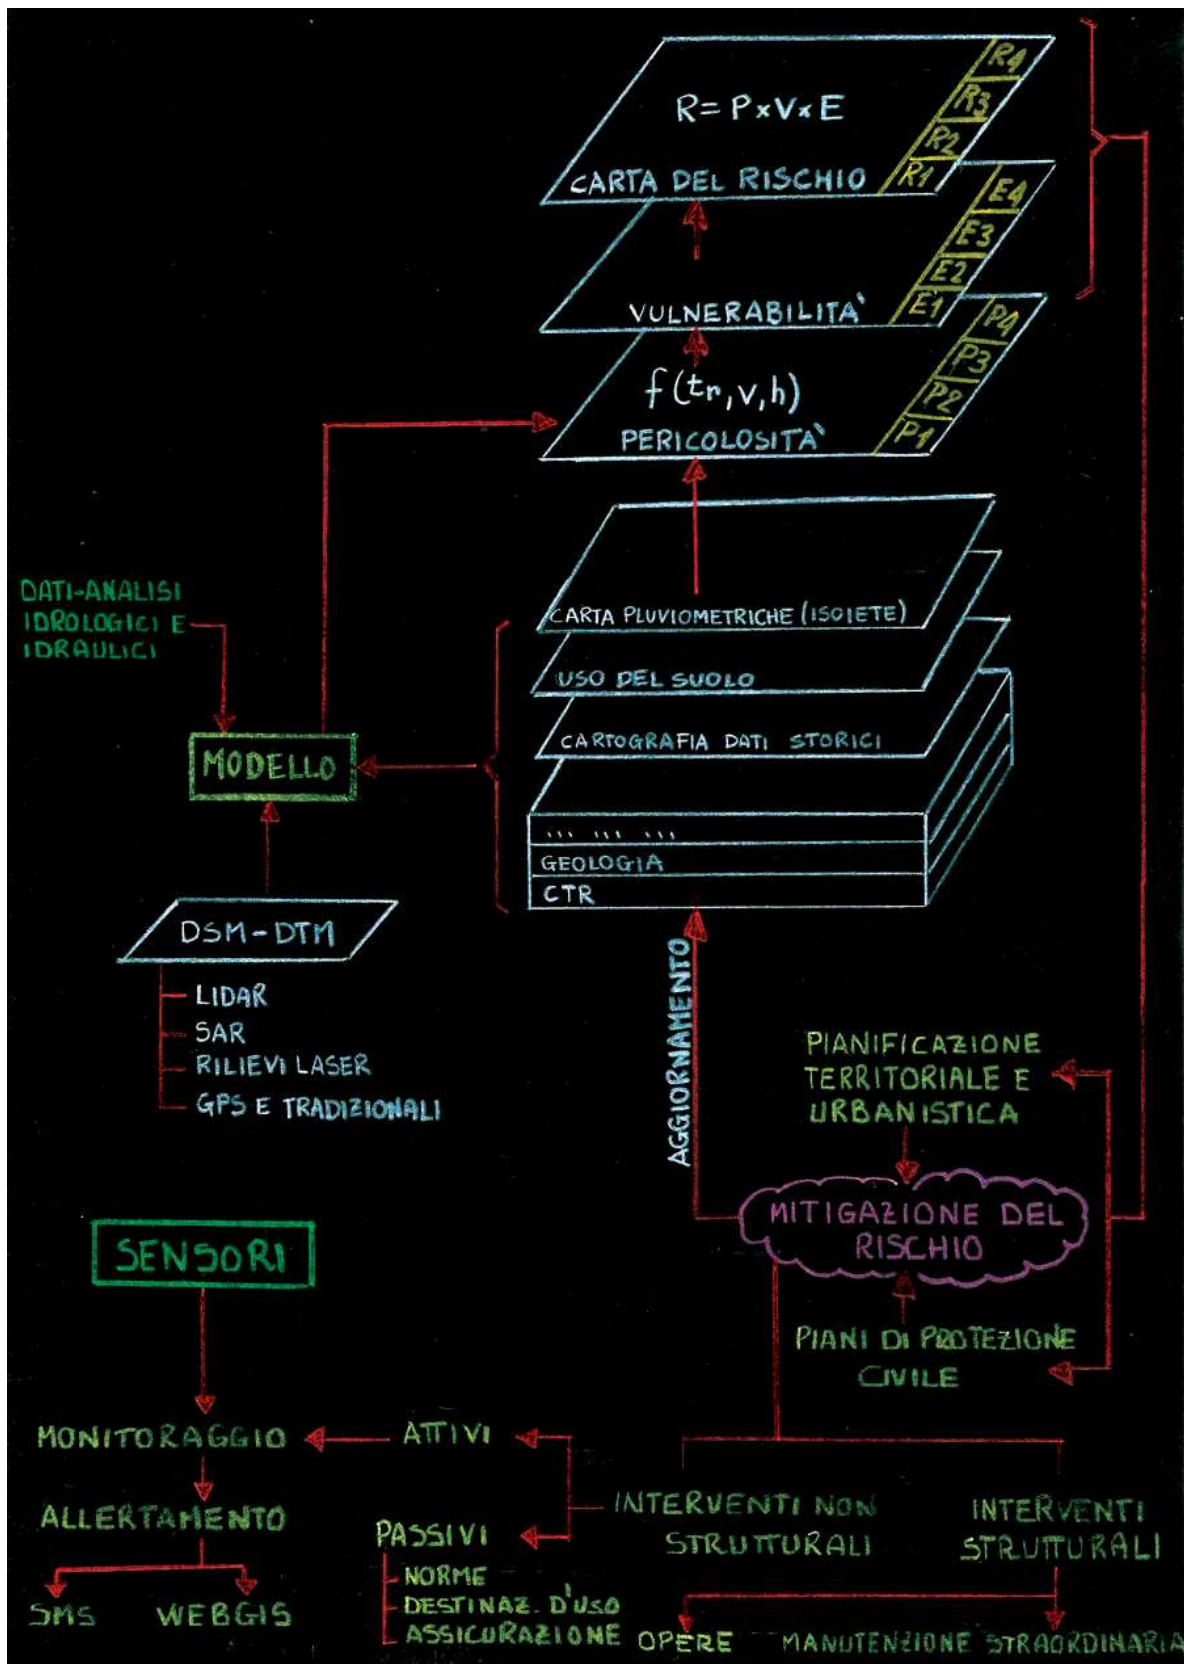 R= P×V×E
CARTA DEL RISCHIO
R1
R2
R3
R4
VULNERABILITA'
E1
E2
E3
E4
f(tr,v,h)
PERICOLOSITA'
P1
P2
P3
P4
CARTA PLUVIOMETRICHE (ISOIETE)
USO DEL SUOLO
CARTOGRAFIA DATI STORICI
... ... ...
GEOLOGIA
CTR
DATI-ANALISI
IDROLOGICI E
IDRAULICI
MODELLO
DSM-DTM
LIDAR
SAR
RILIEVI LASER
GPS E TRADIZIONALI
AGGIORNAMENTO
PIANIFICAZIONE
TERRITORIALE E
URBANISTICA
MITIGAZIONE DEL
RISCHIO
PIANI DI PROTEZIONE
CIVILE
SENSORI
MONITORAGGIO
ATTIVI
ALLERTAMENTO
SMS
WEBGIS
PASSIVI
NORME
DESTINAZ. D'USO
ASSICURAZIONE
INTERVENTI NON
STRUTTURALI
INTERVENTI
STRUTTURALI
OPERE
MANUTENZIONE STRAORDINARIA